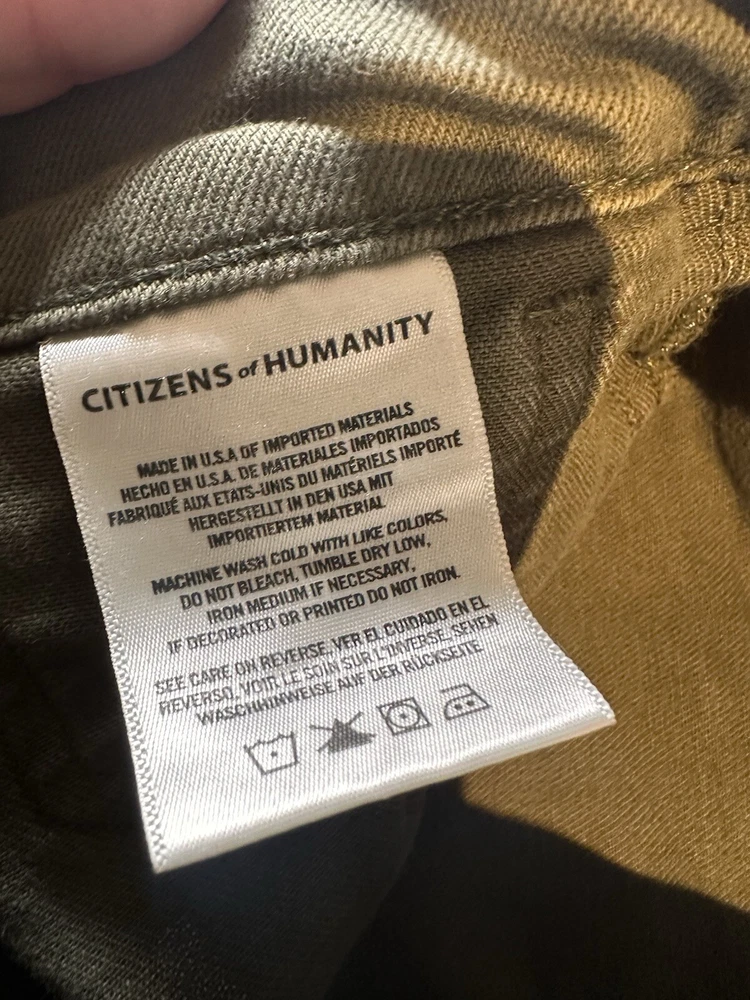 CITIZENS of HUMANITY
MADE IN U.S.A OF IMPORTED MATERIALS
HECHO EN U.S.A. DE MATERIALES IMPORTADOS
FABRIQUÉ AUX ETATS-UNIS DU MATÉRIELS IMPORTÉ
HERGESTELLT IN DEN USA MIT
IMPORTIERTEM MATERIAL
MACHINE WASH COLD WITH LIKE COLORS,
DO NOT BLEACH, TUMBLE DRY LOW,
IRON MEDIUM IF NECESSARY,
IF DECORATED OR PRINTED DO NOT IRON.
SEE CARE ON REVERSE. VER EL CUIDADO EN EL
REVERSO, VOIR LE SOIN SUR L'INVERSE. SEHEN
WASCHHINWEISE AUF DER RÜCKSEITE